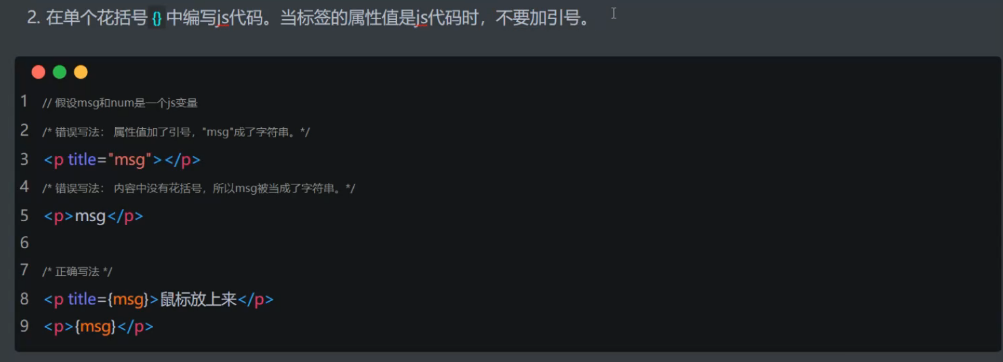 2. 在单个花括号 {} 中编写js代码。当标签的属性值是js代码时，不要加引号。
1 // 假设msg和num是一个js变量
2 /* 错误写法： 属性值加了引号，"msg"成了字符串。*/
3 <p title="msg"></p>
4 /* 错误写法： 内容中没有花括号，所以msg被当成了字符串。*/
5 <p>msg</p>
6
7 /* 正确写法 */
8 <p title={msg}>鼠标放上来</p>
9 <p>{msg}</p>